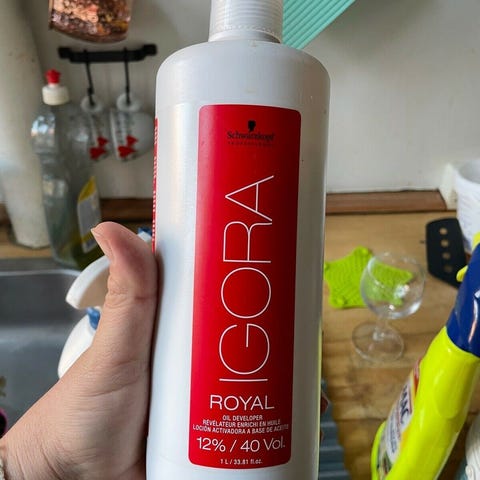 Schwarzkopf
PROFESSIONAL
IGORA
ROYAL
OIL DEVELOPER
RÉVÉLATEUR ENRICHI EN HUILE
LOCIÓN ACTIVADORA A BASE DE ACEITE
12% / 40 Vol.
1 L / 33.81 fl.oz.